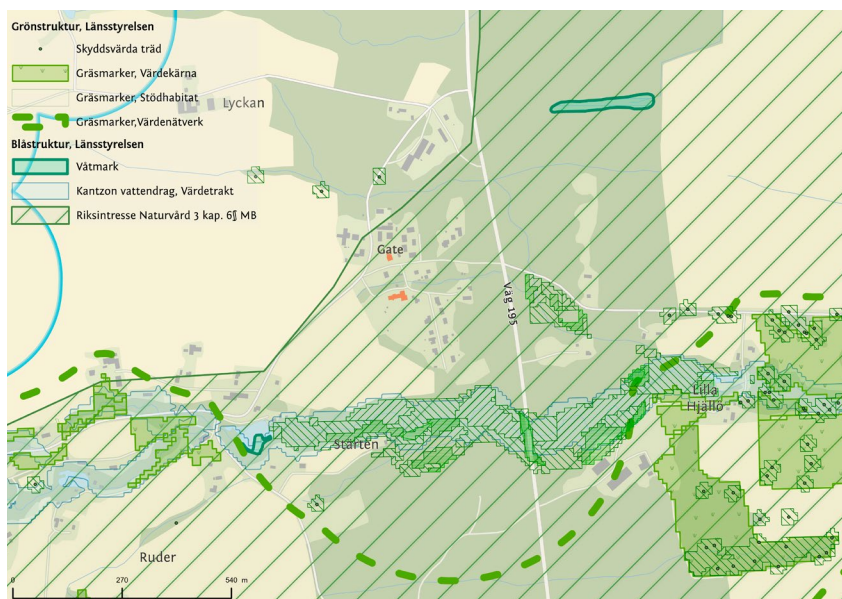 Grönstruktur, Länsstyrelsen
Skyddsvärda träd
Gräsmarker, Värdekärna
Gräsmarker, Stödhabitat
Gräsmarker,Värdenätverk
Blåstruktur, Länsstyrelsen
Våtmark
Kantzon vattendrag, Värdetrakt
Riksintresse Naturvård 3 kap. 6§ MB
Lyckan
Gate
Väg 195
Lilla
Hjällö
Starten
Ruder
0 270 540 m